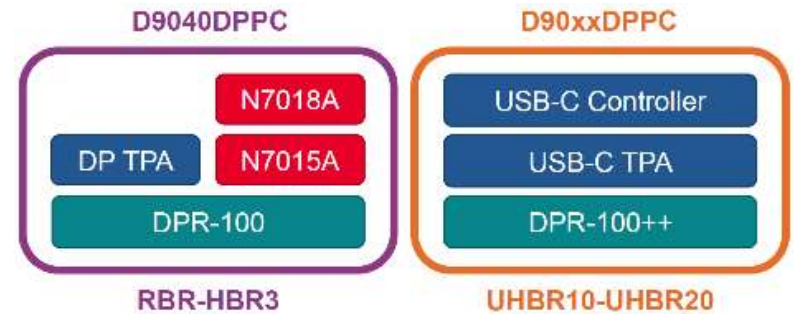 D9040DPPC
N7018A
DP TPA
N7015A
DPR-100
RBR-HBR3
D90xxDPPC
USB-C Controller
USB-C TPA
DPR-100++
UHBR10-UHBR20